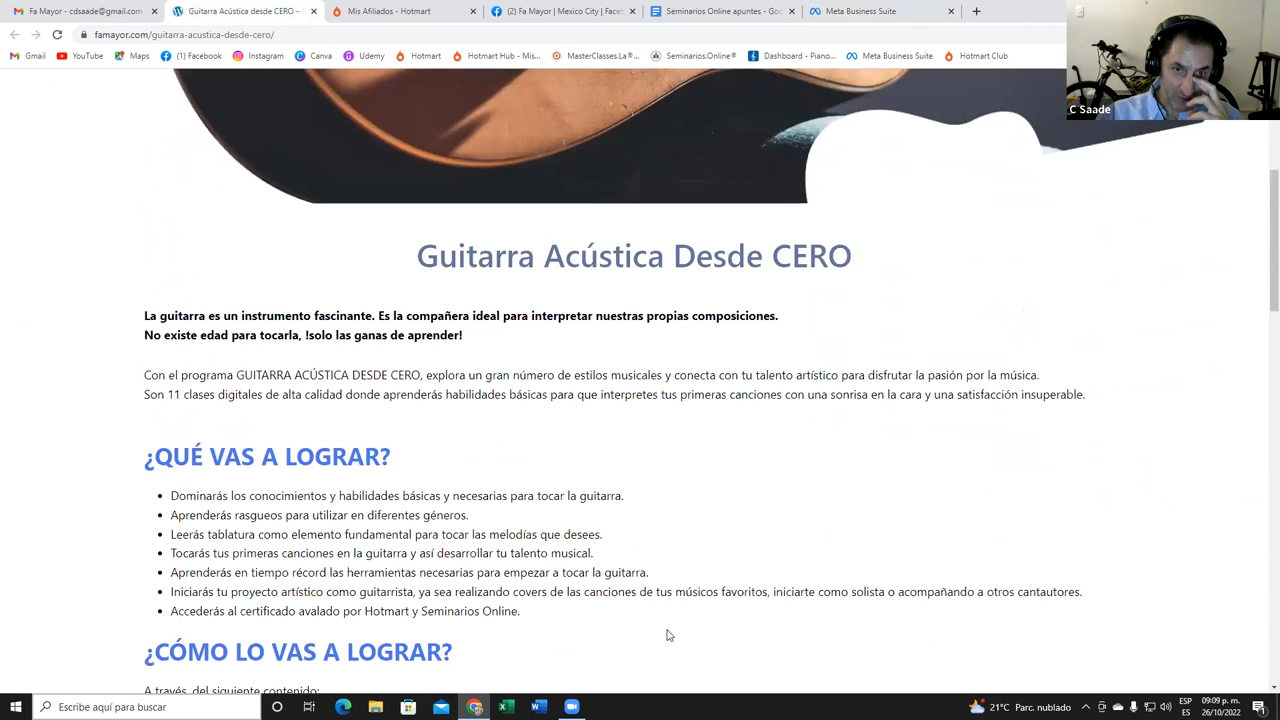 Fa Mayor - cdsaade@gmail.com
Guitarra Acústica desde CERO –
Mis Afiliados - Hotmart
(2) Fa Mayor | Mexico City | Face
Seminarios Online apuntes - Go
Meta Business Suite
famayor.com/guitarra-acustica-desde-cero/
Gmail
YouTube
Maps
(1) Facebook
Instagram
Canva
Udemy
Hotmart
Hotmart Hub - Mis...
MasterClasses.La®...
Seminarios.Online®
Dashboard - Piano...
Meta Business Suite
Hotmart Club
C Saade
Guitarra Acústica Desde CERO
La guitarra es un instrumento fascinante. Es la compañera ideal para interpretar nuestras propias composiciones.
No existe edad para tocarla, !solo las ganas de aprender!
Con el programa GUITARRA ACÚSTICA DESDE CERO, explora un gran número de estilos musicales y conecta con tu talento artístico para disfrutar la pasión por la música.
Son 11 clases digitales de alta calidad donde aprenderás habilidades básicas para que interpretes tus primeras canciones con una sonrisa en la cara y una satisfacción insuperable.
¿QUÉ VAS A LOGRAR?
• Dominarás los conocimientos y habilidades básicas y necesarias para tocar la guitarra.
• Aprenderás rasgueos para utilizar en diferentes géneros.
• Leerás tablatura como elemento fundamental para tocar las melodías que desees.
• Tocarás tus primeras canciones en la guitarra y así desarrollar tu talento musical.
• Aprenderás en tiempo récord las herramientas necesarias para empezar a tocar la guitarra.
• Iniciarás tu proyecto artístico como guitarrista, ya sea realizando covers de las canciones de tus músicos favoritos, iniciarte como solista o acompañando a otros cantautores.
• Accederás al certificado avalado por Hotmart y Seminarios Online.
¿CÓMO LO VAS A LOGRAR?
A través del siguiente contenido:
Escribe aquí para buscar
21°C Parc. nublado
ESP
ES
09:09 p. m.
26/10/2022